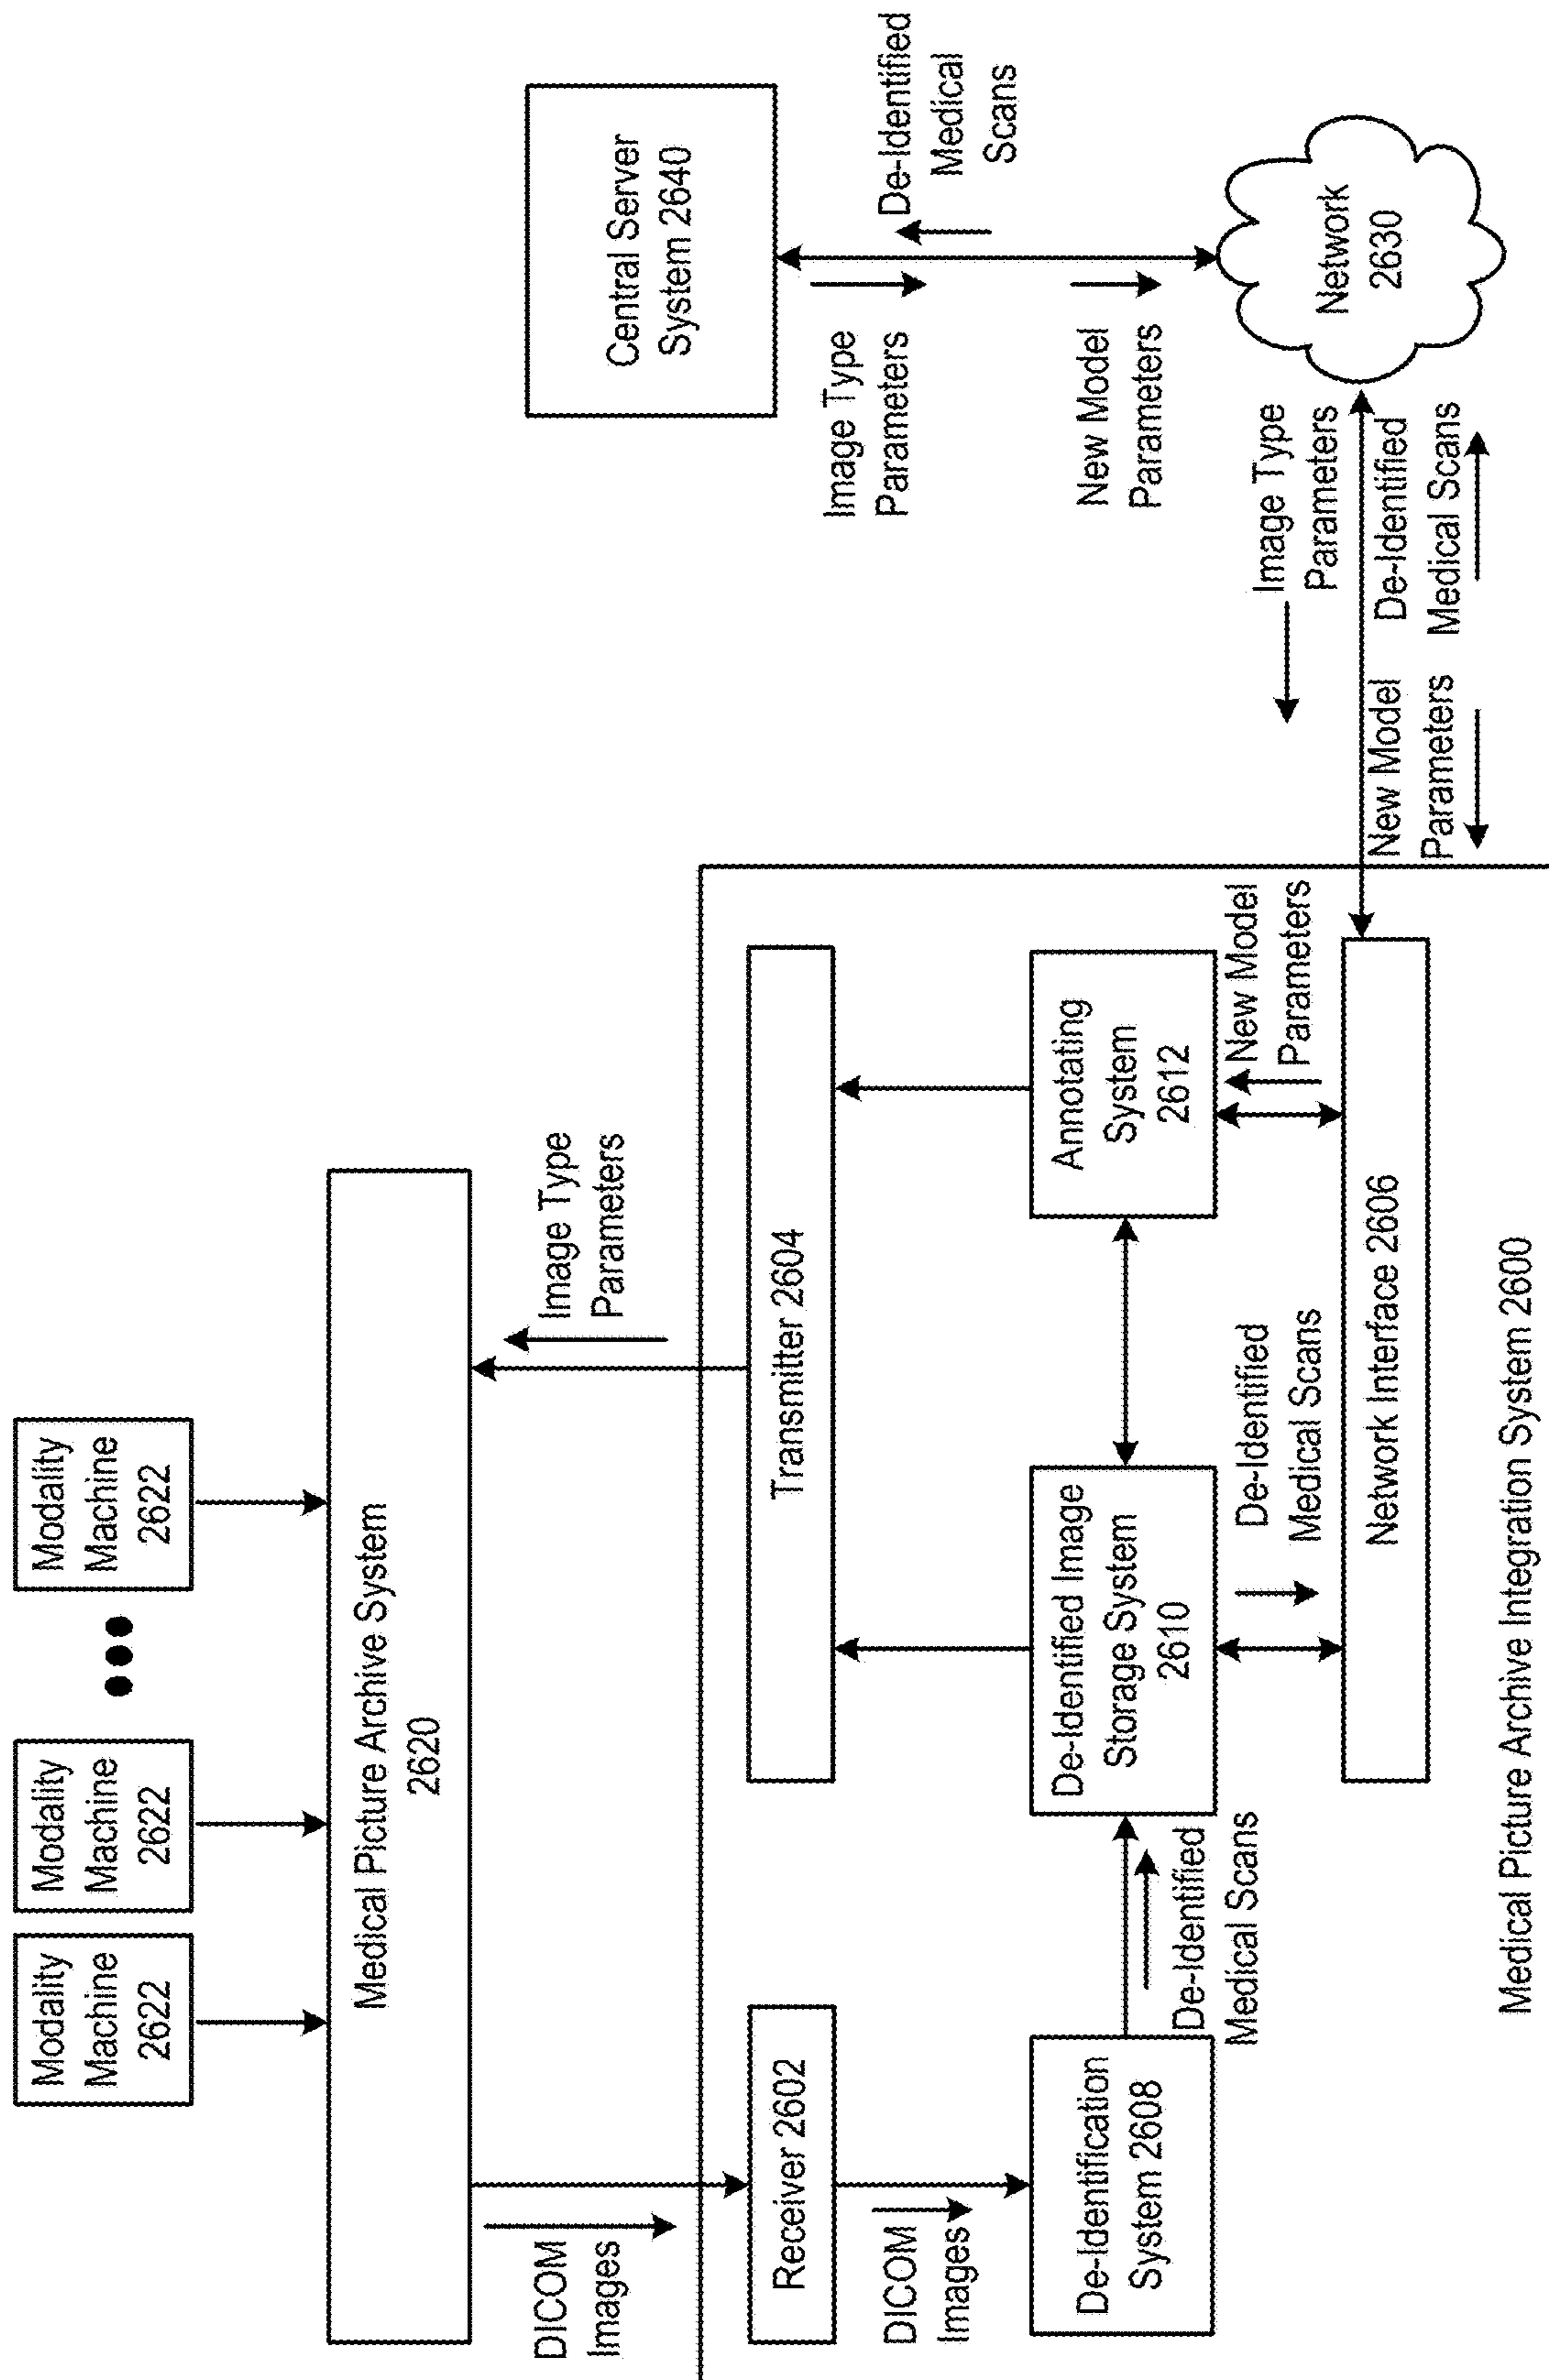 Modality
Machine
2622
Modality
Machine
2622
Modality
Machine
2622
Medical Picture Archive System
2620
DICOM
Images
Image Type
Parameters
Receiver 2602
Transmitter 2604
DICOM
Images
De-Identification
System 2608
De-Identified
Medical Scans
De-Identified Image
Storage System
2610
Annotating
System
2612
De-Identified
Medical Scans
New Model
Parameters
Network Interface 2606
Medical Picture Archive Integration System 2600
Central Server
System 2640
Image Type
Parameters
De-Identified
Medical
Scans
New Model
Parameters
Image Type
Parameters
New Model
Parameters
De-Identified
Medical Scans
Network
2630